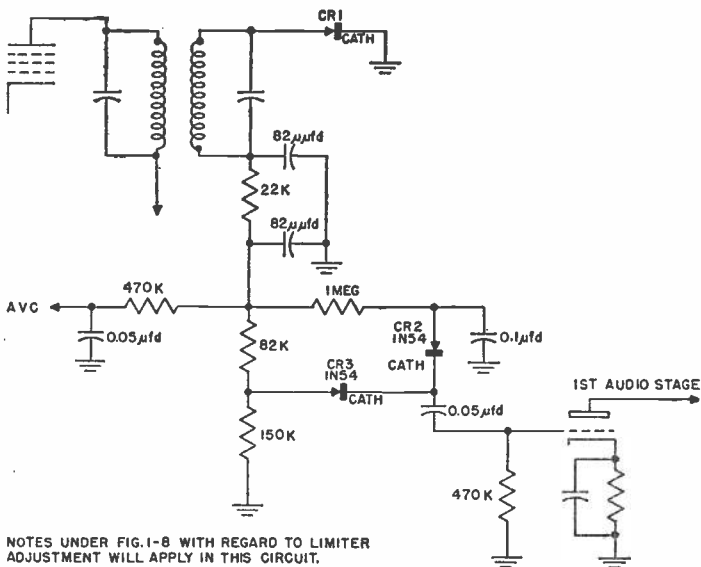 CR1
CATH
82μμfd
22K
82μμfd
470K
1MEG
AVC
0.05μfd
CR2
1N54
0.1μfd
82K
CATH
CR3
1N54
CATH
1ST AUDIO STAGE
0.05μfd
150K
470K
NOTES UNDER FIG.1-8 WITH REGARD TO LIMITER
ADJUSTMENT WILL APPLY IN THIS CIRCUIT.